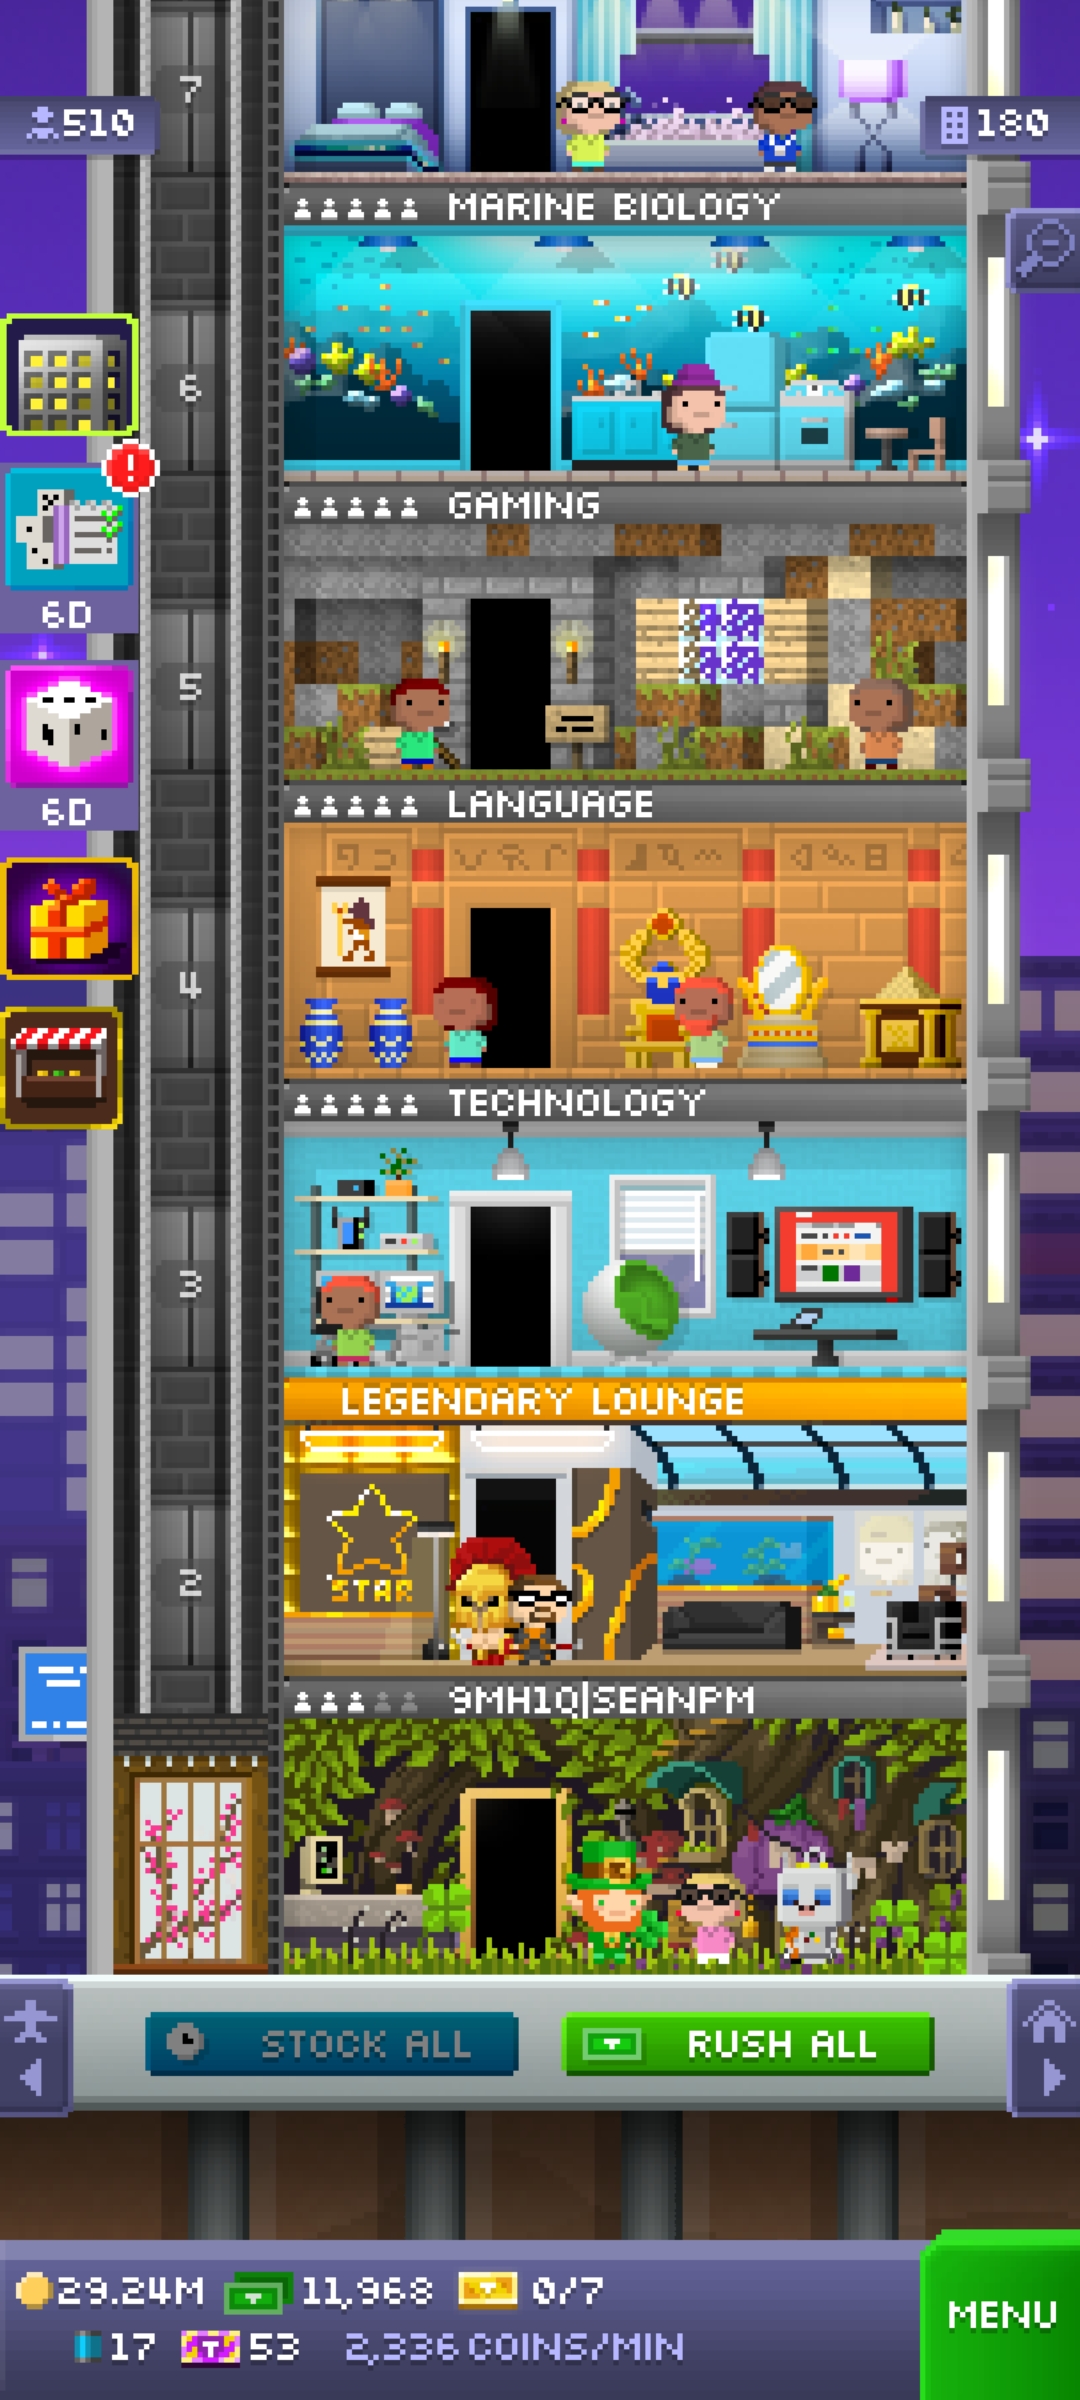 7
510
180
MARINE BIOLOGY
6
GAMING
6D
5
6D
LANGUAGE
4
TECHNOLOGY
3
LEGENDARY LOUNGE
STAR
2
9MH1Q|SEANPM
STOCK ALL
RUSH ALL
29.24M
11,968
0/7
MENU
17
53
2,336 COINS/MIN